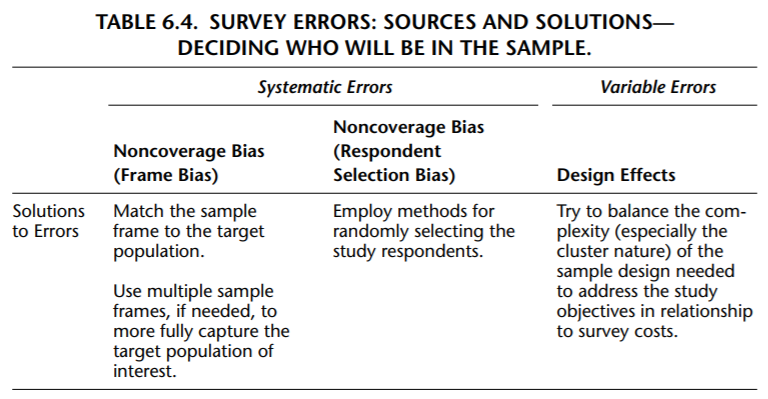 TABLE 6.4. SURVEY ERRORS: SOURCES AND SOLUTIONS—
DECIDING WHO WILL BE IN THE SAMPLE.
Systematic Errors
Variable Errors
Noncoverage Bias
(Frame Bias)
Noncoverage Bias
(Respondent
Selection Bias)
Design Effects
Solutions
to Errors
Match the sample
frame to the target
population.
Use multiple sample
frames, if needed, to
more fully capture the
target population of
interest.
Employ methods for
randomly selecting the
study respondents.
Try to balance the com-
plexity (especially the
cluster nature) of the
sample design needed
to address the study
objectives in relationship
to survey costs.